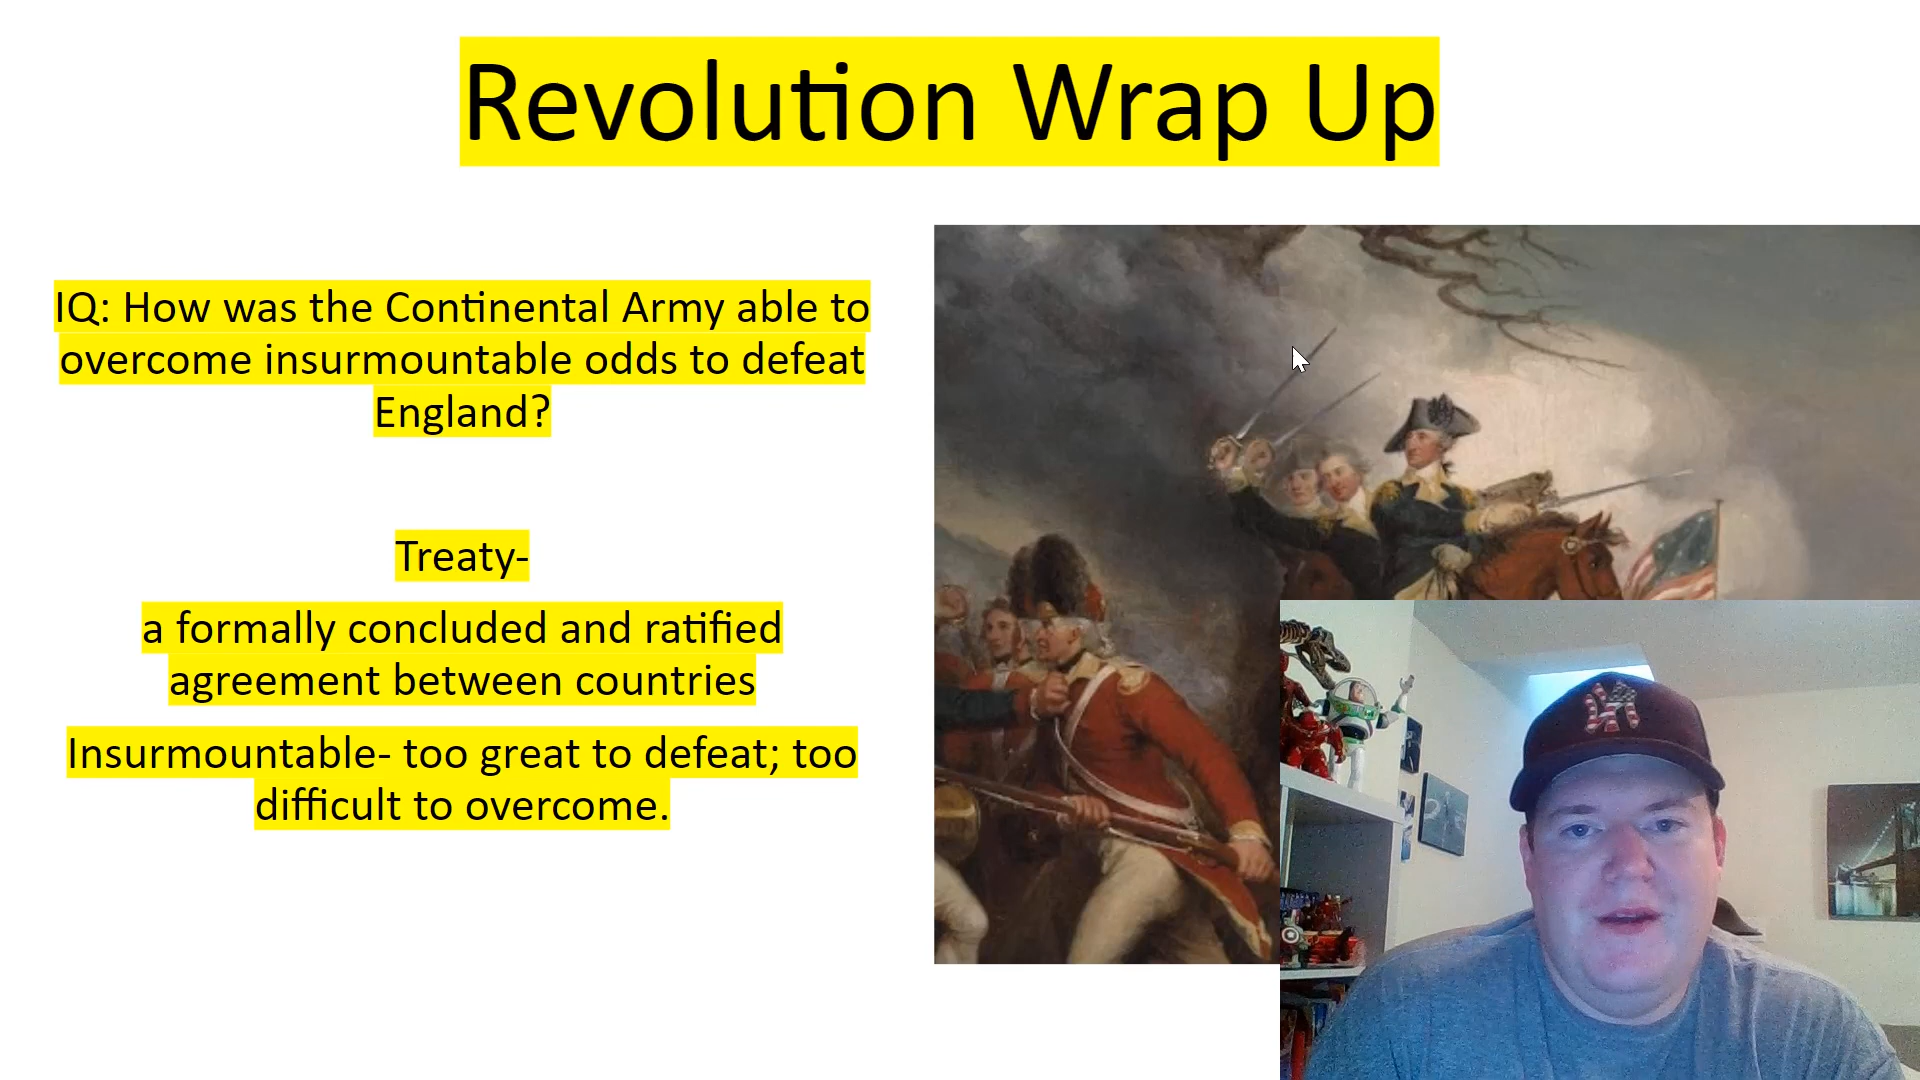 Revolution Wrap Up
IQ: How was the Continental Army able to
overcome insurmountable odds to defeat
England?
Treaty-
a formally concluded and ratified
agreement between countries
Insurmountable- too great to defeat; too
difficult to overcome.